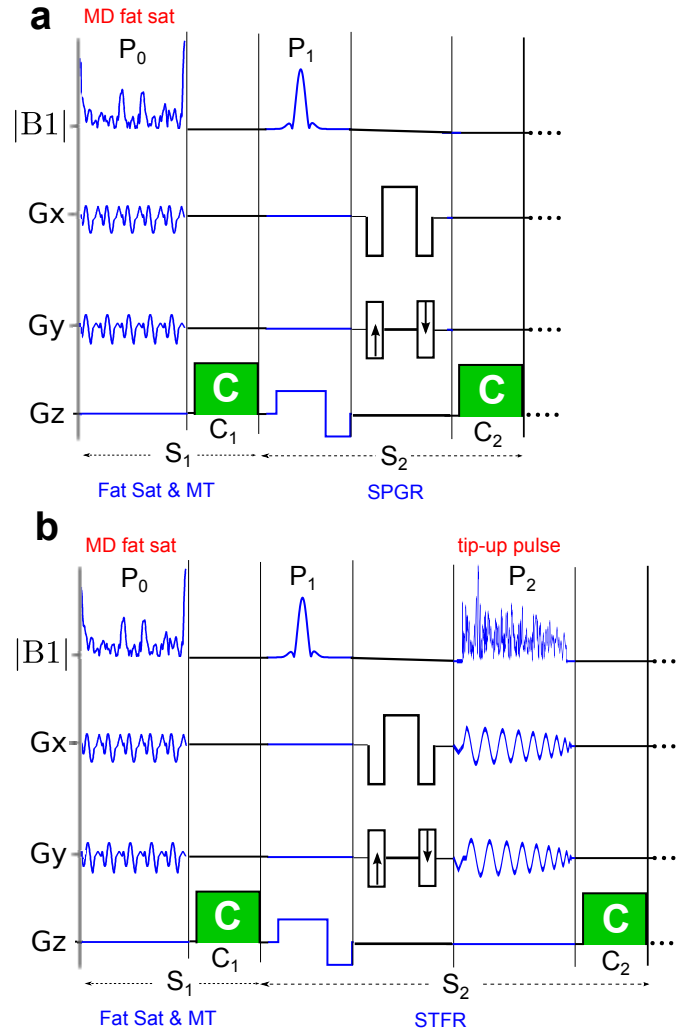 a
MD fat sat
P0 P1
|B1|
Gx
Gy
Gz C C
C1 C2
S1 S2
Fat Sat & MT SPGR
b
MD fat sat tip-up pulse
P0 P1 P2
|B1|
Gx
Gy
Gz C C
C1 C2
S1 S2
Fat Sat & MT STFR